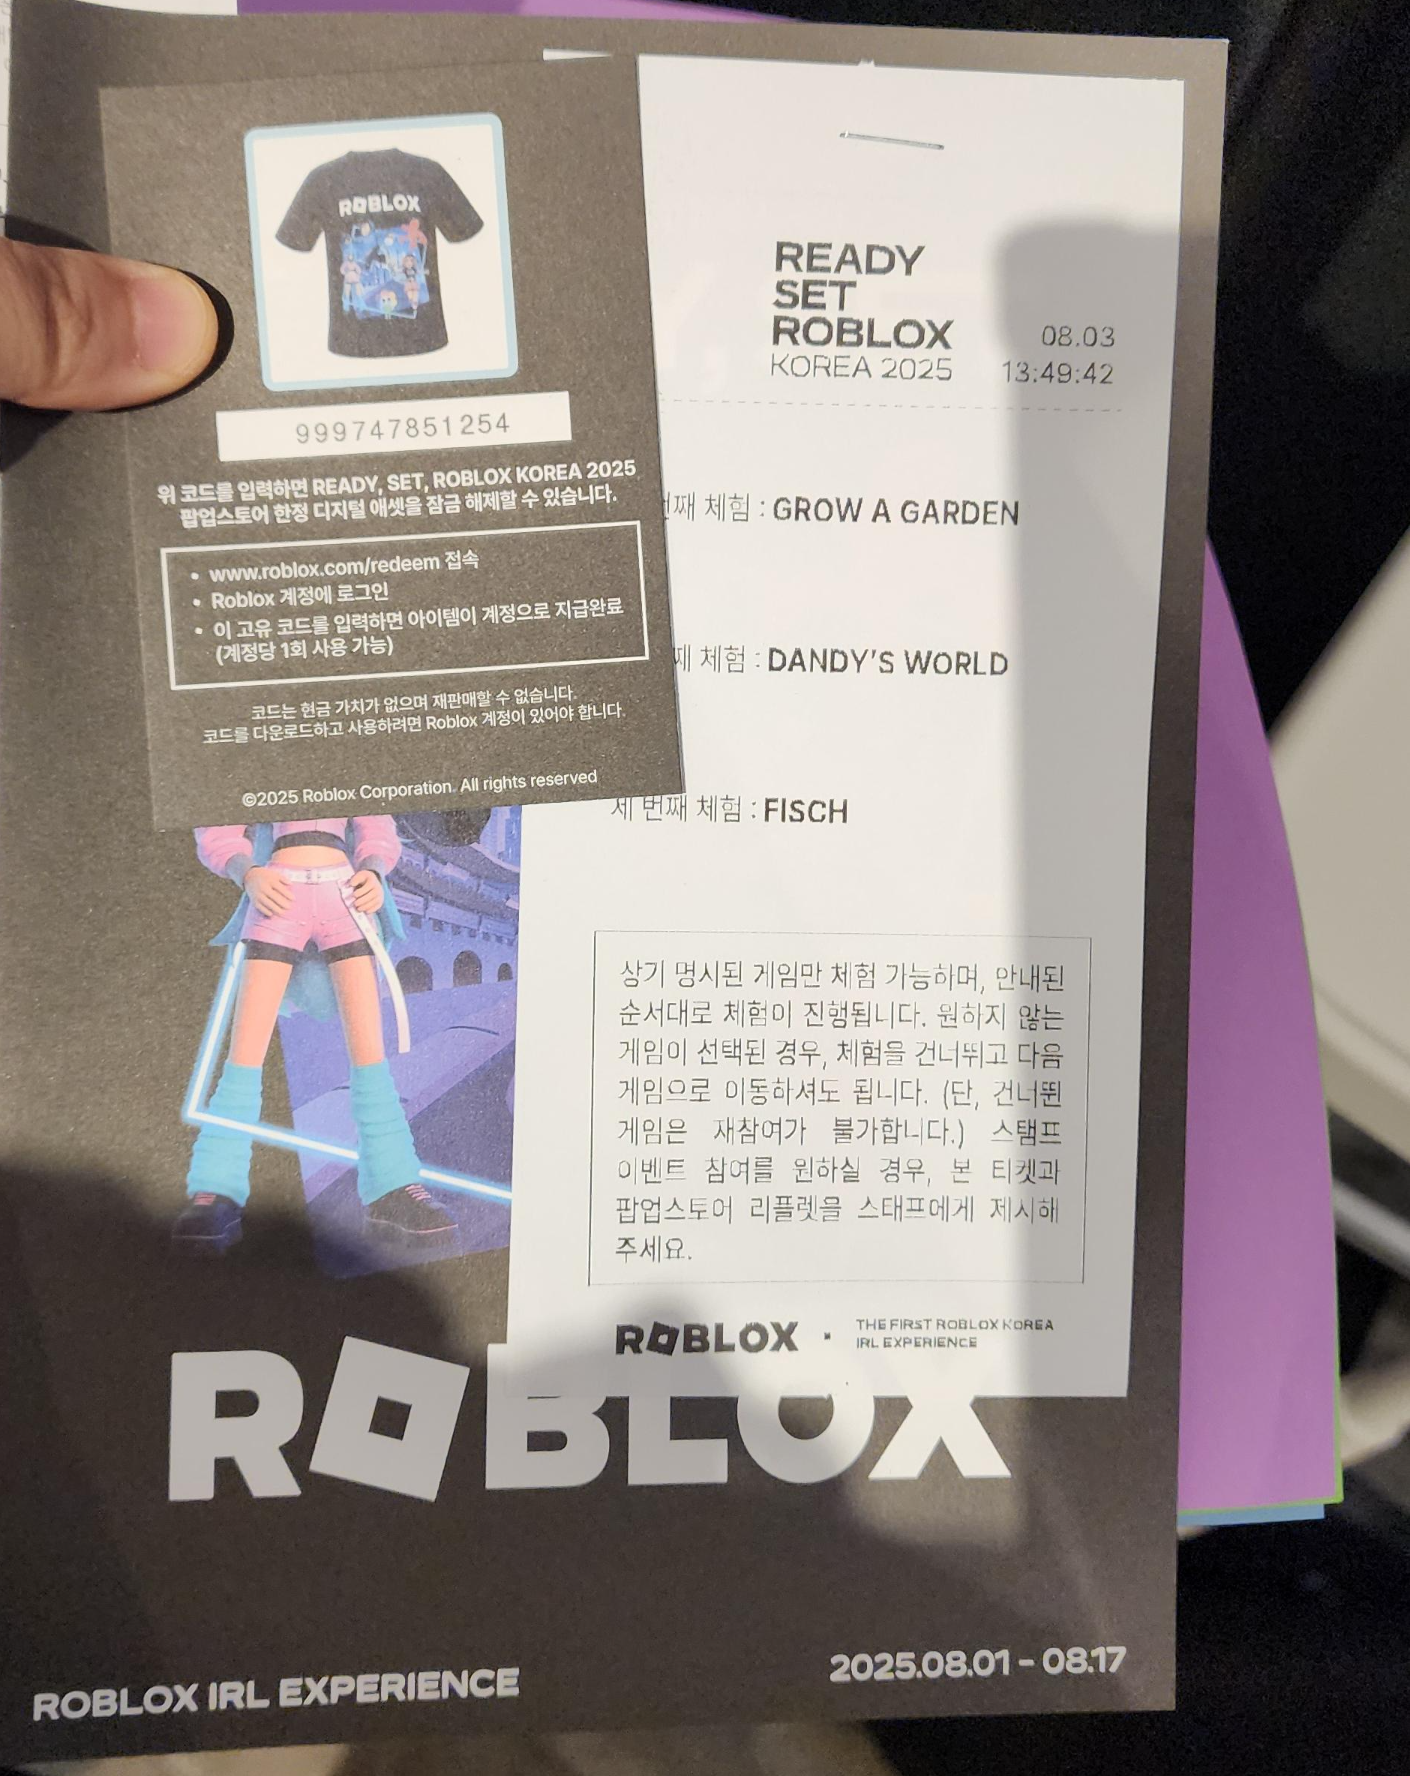 ROBLOX
999747851254
위 코드를 입력하면 READY, SET, ROBLOX KOREA 2025
팝업스토어 한정 디지털 애셋을 잠금 해제할 수 있습니다.
• www.roblox.com/redeem 접속
• Roblox 계정에 로그인
• 이 고유 코드를 입력하면 아이템이 계정으로 지급완료
(계정당 1회 사용 가능)
코드는 현금 가치가 없으며 재판매할 수 없습니다.
코드를 다운로드하고 사용하려면 Roblox 계정이 있어야 합니다.
©2025 Roblox Corporation. All rights reserved
READY
SET
ROBLOX
KOREA 2025
08.03
13:49:42
째 체험 : GROW A GARDEN
째 체험 : DANDY'S WORLD
세 번째 체험 : FISCH
상기 명시된 게임만 체험 가능하며, 안내된
순서대로 체험이 진행됩니다. 원하지 않는
게임이 선택된 경우, 체험을 건너뛰고 다음
게임으로 이동하셔도 됩니다. (단, 건너뛴
게임은 재참여가 불가합니다.) 스탬프
이벤트 참여를 원하실 경우, 본 티켓과
팝업스토어 리플렛을 스태프에게 제시해
주세요.
ROBLOX · THE FIRST ROBLOX KOREA
IRL EXPERIENCE
ROBLOX
ROBLOX IRL EXPERIENCE
2025.08.01 - 08.17